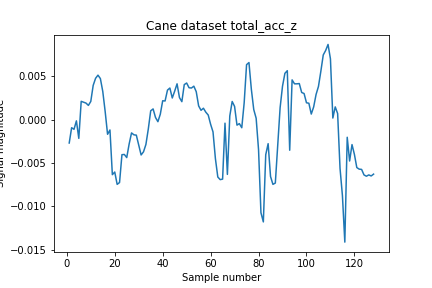 Cane dataset total_acc_z
Signal magnitude
0.005
0.000
−0.005
−0.010
−0.015
0 20 40 60 80 100 120
Sample number